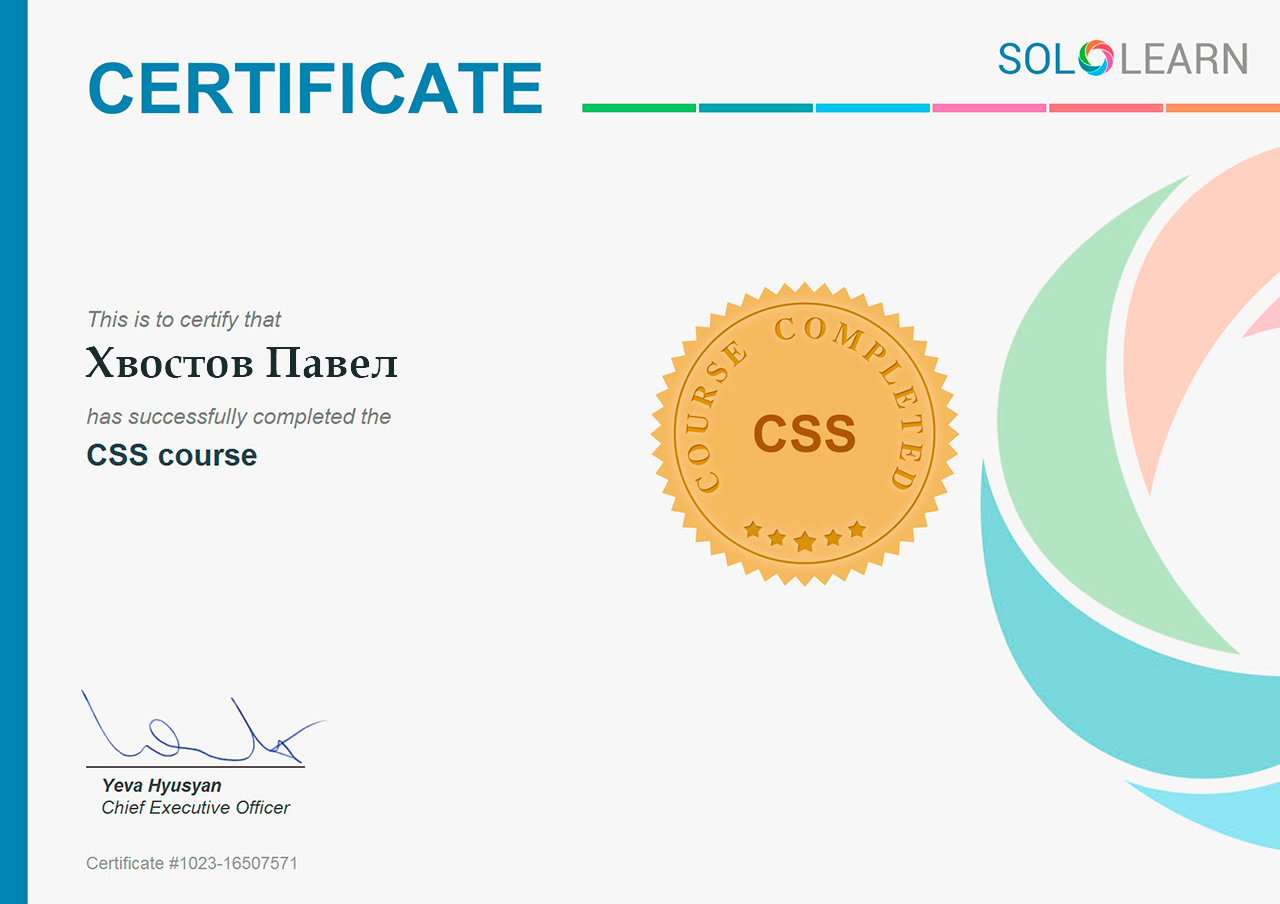 CERTIFICATE
SOLOLEARN
This is to certify that
Хвостов Павел
has successfully completed the
CSS course
COURSE COMPLETED
CSS
Yeva Hyusyan
Chief Executive Officer
Certificate #1023-16507571